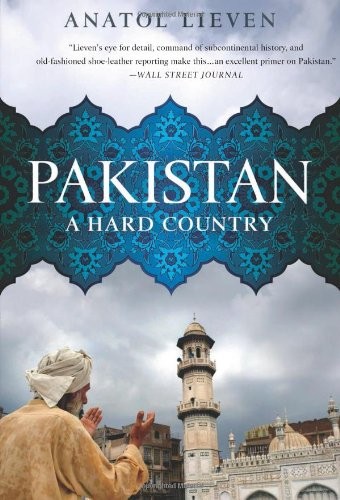 ANATOL LIEVEN
"Lieven's eye for detail, command of subcontinental history, and
old-fashioned shoe-leather reporting make this...an excellent primer on Pakistan."
—WALL STREET JOURNAL
PAKISTAN
A HARD COUNTRY